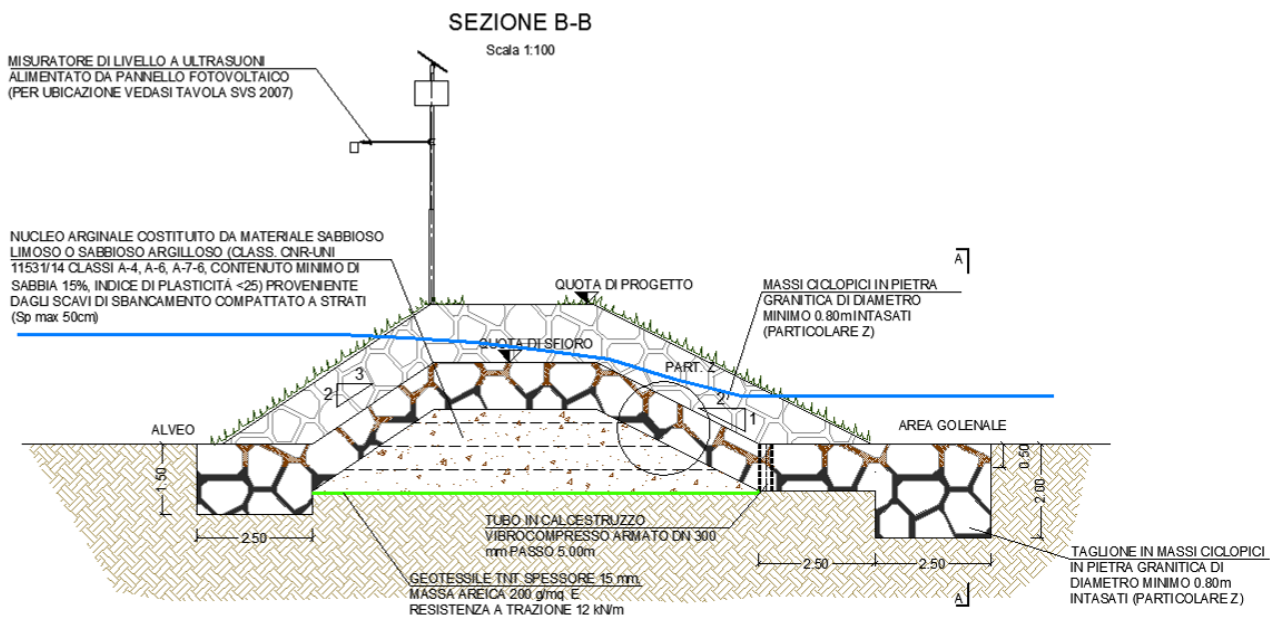 SEZIONE B-B
Scala 1:100
MISURATORE DI LIVELLO A ULTRASUONI
ALIMENTATO DA PANNELLO FOTOVOLTAICO
(PER UBICAZIONE VEDASI TAVOLA SVS 2007)
NUCLEO ARGINALE COSTITUITO DA MATERIALE SABBIOSO
LIMOSO O SABBIOSO ARGILLOSO (CLASS. CNR-UNI
11531/14 CLASSI A-4, A-6, A-7-6, CONTENUTO MINIMO DI
SABBIA 15%, INDICE DI PLASTICITÁ <25) PROVENIENTE
DAGLI SCAVI DI SBANCAMENTO COMPATTATO A STRATI
(Sp max 50cm)
A
QUOTA DI PROGETTO
MASSI CICLOPICI IN PIETRA
GRANITICA DI DIAMETRO
MINIMO 0.80m INTASATI
(PARTICOLARE Z)
QUOTA DI SFIORO
PART. Z
3
2
2
1
ALVEO
AREA GOLENALE
1.50
0.50
2.00
2.50
TUBO IN CALCESTRUZZO
VIBROCOMPRESSO ARMATO DN 300
mm PASSO 5.00m
2.50
2.50
GEOTESSILE TNT SPESSORE 15 mm,
MASSA AREICA 200 g/mq. E
RESISTENZA A TRAZIONE 12 kN/m
A
TAGLIONE IN MASSI CICLOPICI
IN PIETRA GRANITICA DI
DIAMETRO MINIMO 0.80m
INTASATI (PARTICOLARE Z)